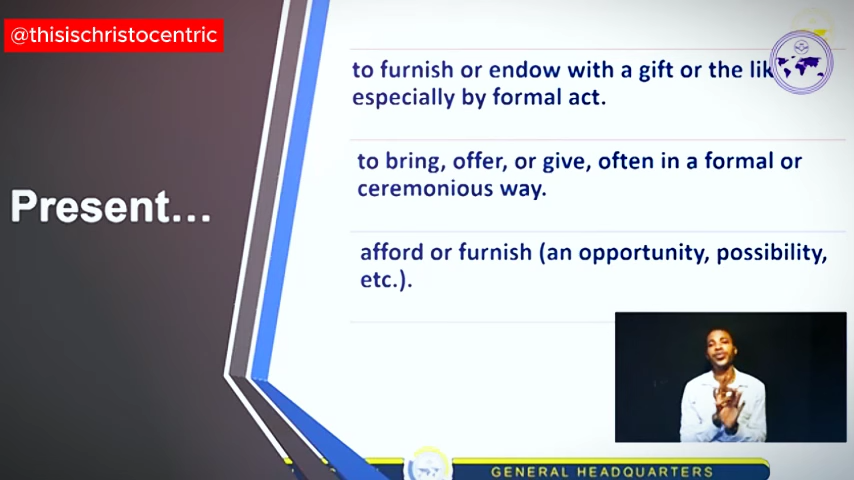 @thisischristocentric
to furnish or endow with a gift or the
especially by formal act.
to bring, offer, or give, often in a formal or
ceremonious way.
Present...
afford or furnish (an opportunity, possibility,
etc.).
GENERAL HEADQUARTERS